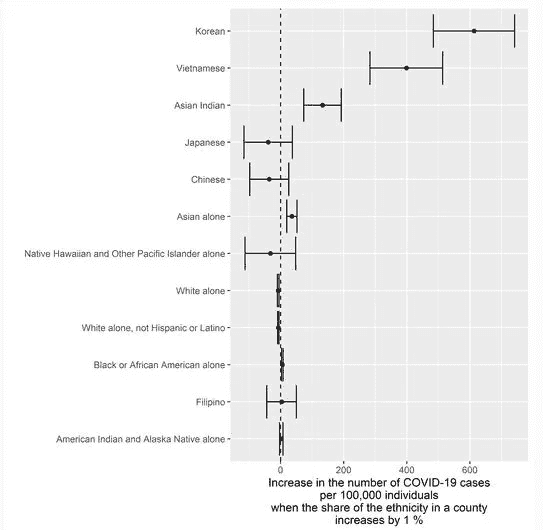 Korean
Vietnamese
Asian Indian
Japanese
Chinese
Asian alone
Native Hawaiian and Other Pacific Islander alone
White alone
White alone, not Hispanic or Latino
Black or African American alone
Filipino
American Indian and Alaska Native alone
0 200 400 600
Increase in the number of COVID-19 cases
per 100,000 individuals
when the share of the ethnicity in a county
increases by 1 %